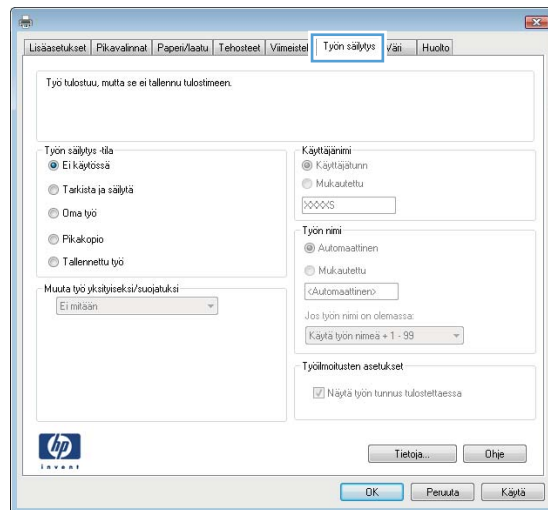 Lisäasetukset Pikavalinnat Paperi/laatu Tehosteet Viimeistel Työn säilytys Väri Huolto
Työ tulostuu, mutta se ei tallennu tulostimeen.
Työn säilytys -tila
Ei käytössä
Tarkista ja säilytä
Oma työ
Pikakopio
Tallennettu työ
Muuta työ yksityiseksi/suojatuksi
Ei mitään
Käyttäjänimi
Käyttäjätunn
Mukautettu
XXXXS
Työn nimi
Automaattinen
Mukautettu
<Automaattinen>
Jos työn nimi on olemassa:
Käytä työn nimeä + 1 - 99
Työilmoitusten asetukset
Näytä työn tunnus tulostettaessa
hp
invent
Tietoja... Ohje
OK Peruuta Käytä